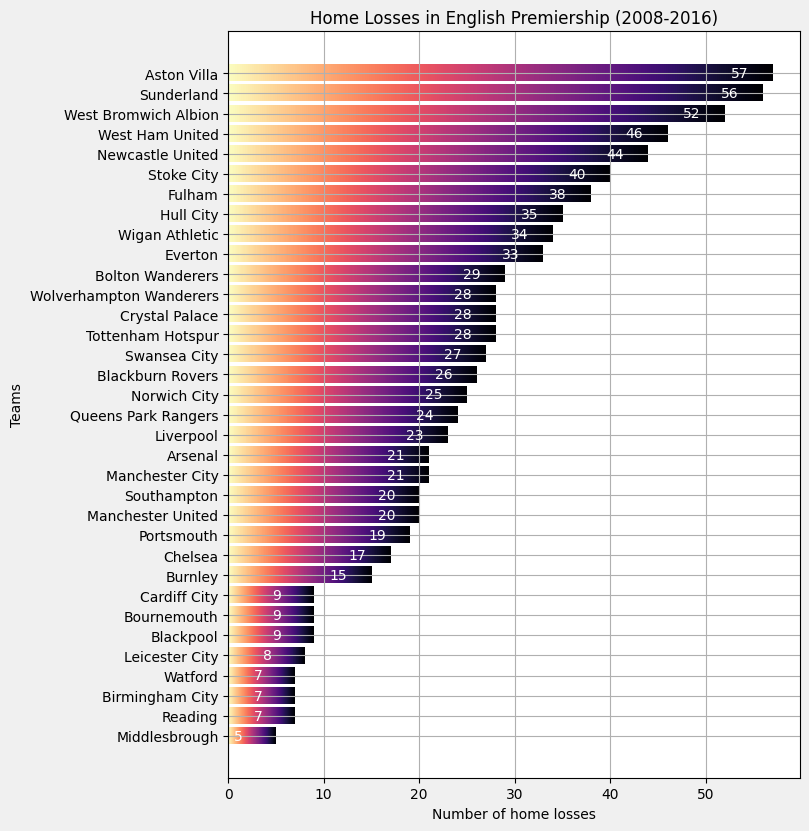 Home Losses in English Premiership (2008-2016)
Teams
Aston Villa 57
Sunderland 56
West Bromwich Albion 52
West Ham United 46
Newcastle United 44
Stoke City 40
Fulham 38
Hull City 35
Wigan Athletic 34
Everton 33
Bolton Wanderers 29
Wolverhampton Wanderers 28
Crystal Palace 28
Tottenham Hotspur 28
Swansea City 27
Blackburn Rovers 26
Norwich City 25
Queens Park Rangers 24
Liverpool 23
Arsenal 21
Manchester City 21
Southampton 20
Manchester United 20
Portsmouth 19
Chelsea 17
Burnley 15
Cardiff City 9
Bournemouth 9
Blackpool 9
Leicester City 8
Watford 7
Birmingham City 7
Reading 7
Middlesbrough 5
0 10 20 30 40 50
Number of home losses